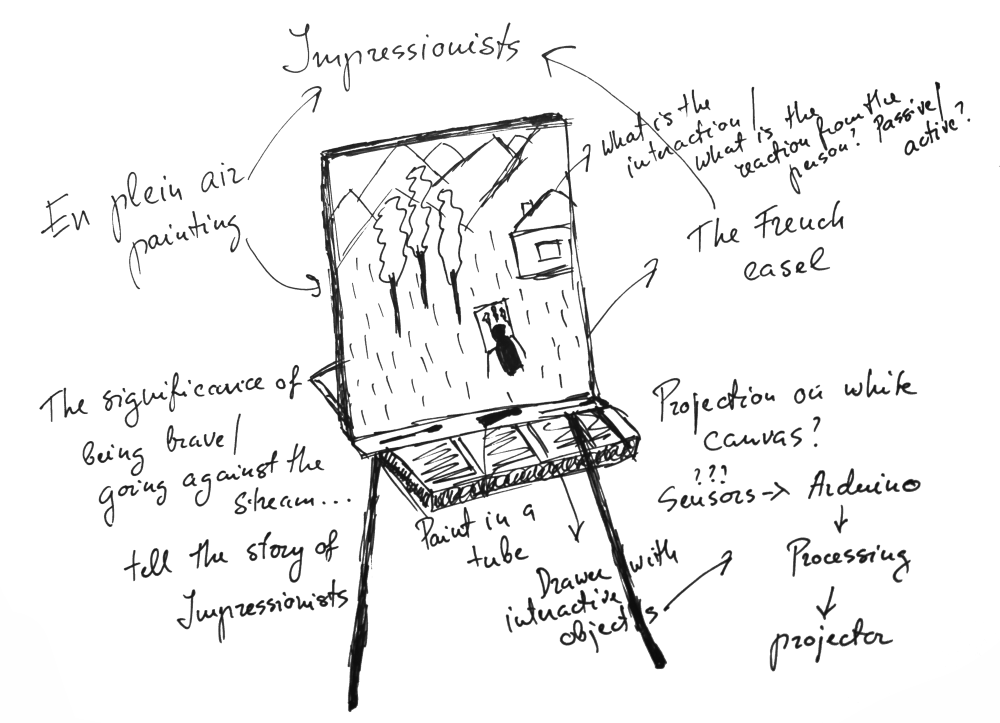 Impressionists
En plein air
painting
what is the
interaction/
what is the
reaction from the
person? Passive/
active?
The French
easel
The significance of
being brave/
going against the
stream...
tell the story of
Impressionists
Paint in a
tube
Drawer with
interactive
objects
Projection on white
canvas?
???
Sensors -> Arduino
Processing
projector